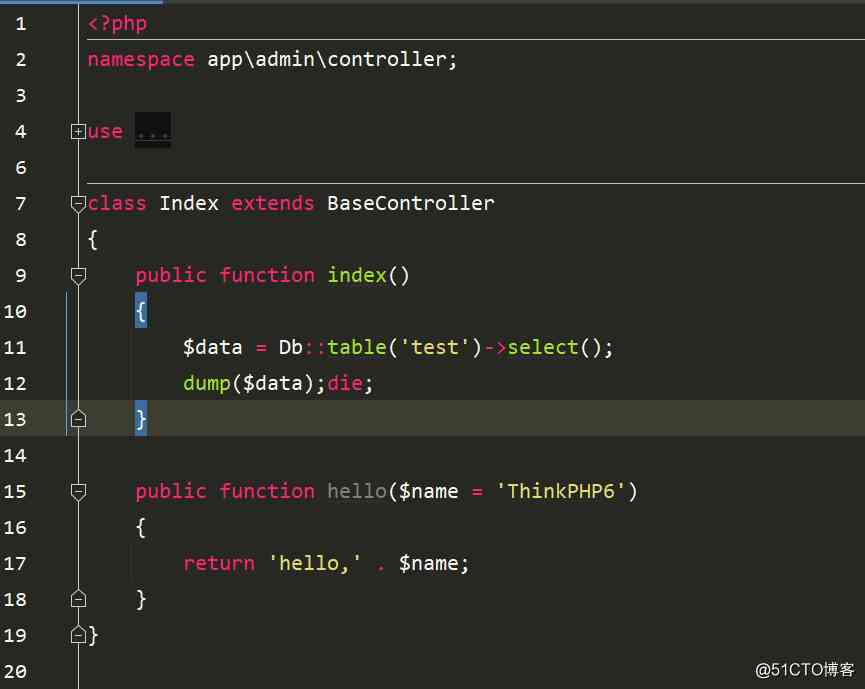 1 <?php
2 namespace app\admin\controller;
3
4 use ...
6
7 class Index extends BaseController
8 {
9     public function index()
10     {
11         $data = Db::table('test')->select();
12         dump($data);die;
13     }
14
15     public function hello($name = 'ThinkPHP6')
16     {
17         return 'hello,' . $name;
18     }
19 }
20
@51CTO博客